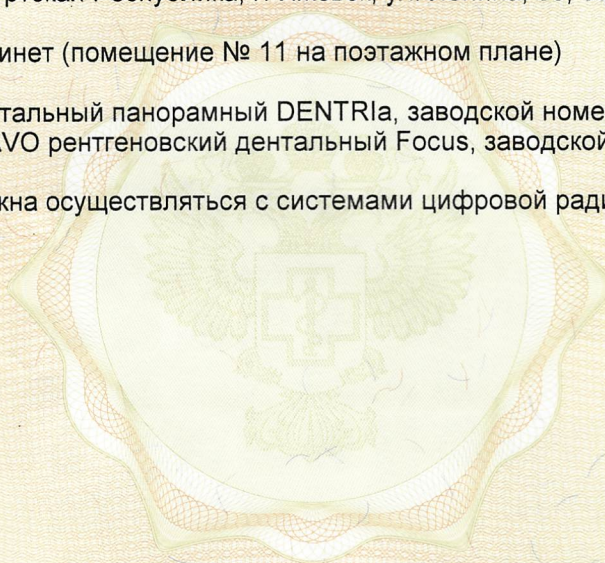 инет (помещение № 11 на поэтажном плане)
тальный панорамный DENTRIa, заводской номе
VO рентгеновский дентальный Focus, заводской
жна осуществляться с системами цифровой ради